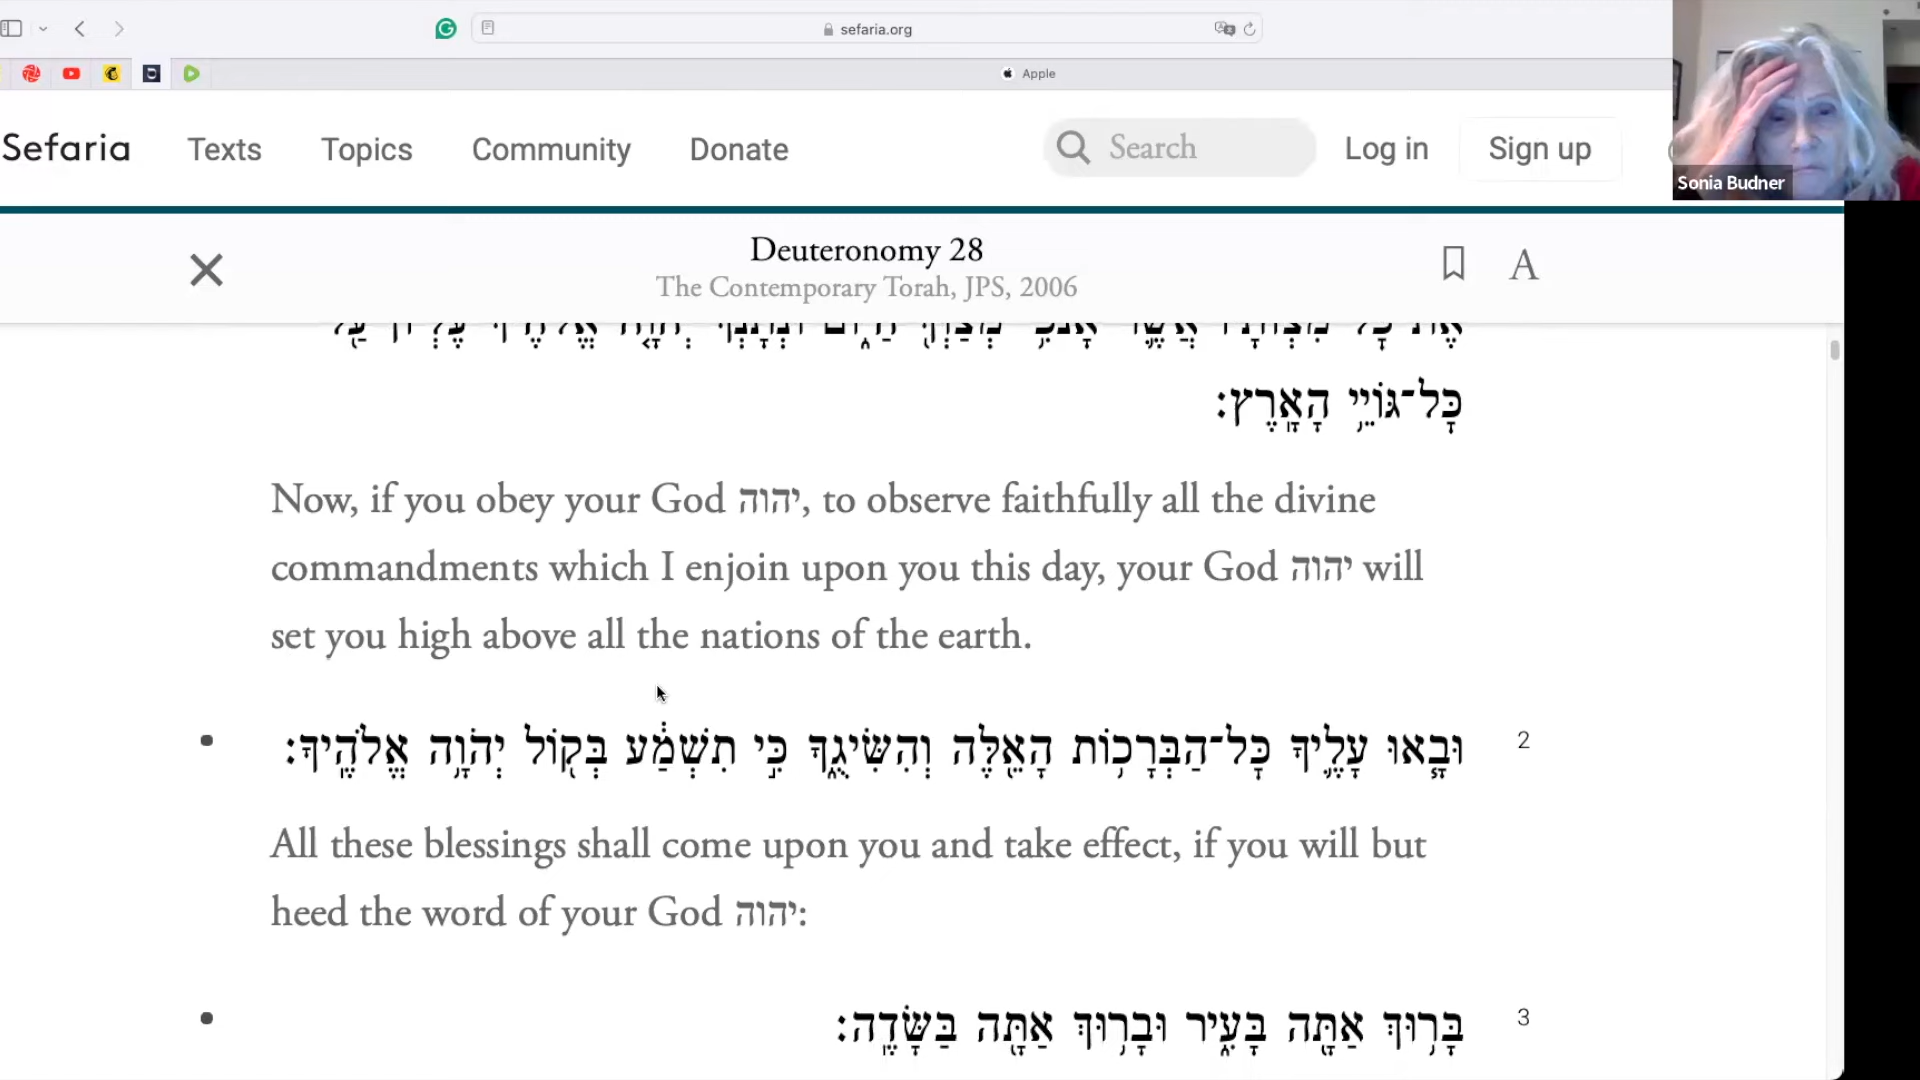 sefaria.org
Apple
Sefaria Texts Topics Community Donate Search Log in Sign up
Sonia Budner
Deuteronomy 28
The Contemporary Torah, JPS, 2006
כׇּל־גּוֹיֵ֥י הָאָֽרֶץ׃
Now, if you obey your God יהוה, to observe faithfully all the divine
commandments which I enjoin upon you this day, your God יהוה will
set you high above all the nations of the earth.
2 וּבָ֧אוּ עָלֶ֛יךָ כׇּל־הַבְּרָכ֥וֹת הָאֵ֖לֶּה וְהִשִּׂיגֻ֑ךָ כִּ֣י תִשְׁמַ֔ע בְּק֖וֹל יְהֹוָ֥ה אֱלֹהֶֽיךָ׃
All these blessings shall come upon you and take effect, if you will but
heed the word of your God יהוה:
3 בָּר֥וּךְ אַתָּ֖ה בָּעִ֑יר וּבָר֥וּךְ אַתָּ֖ה בַּשָּׂדֶֽה׃